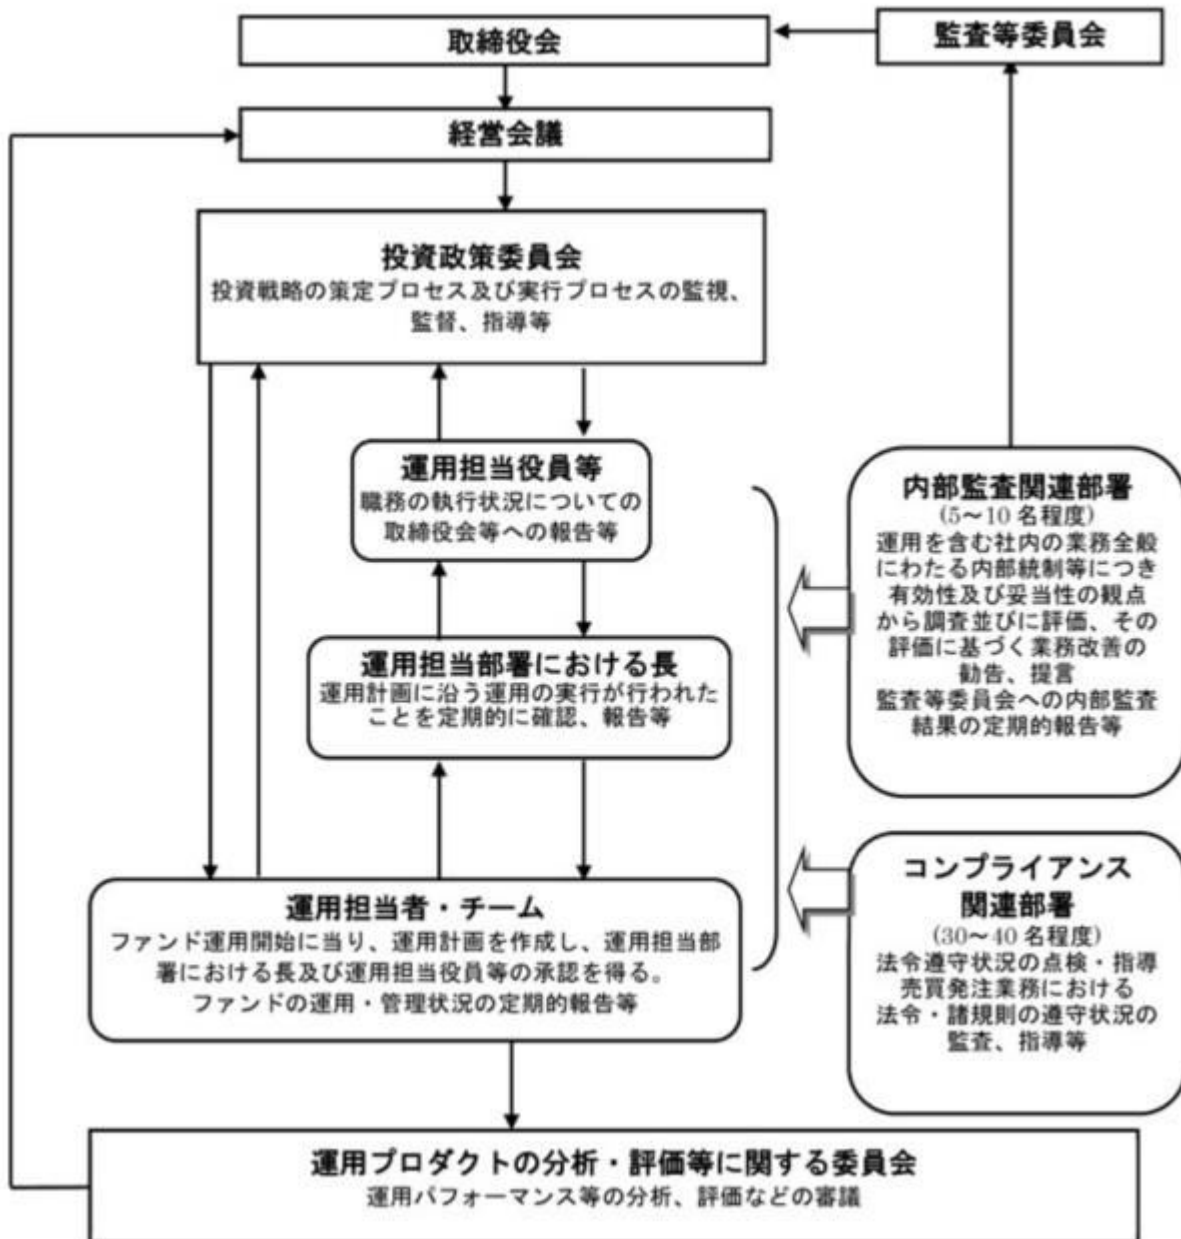 取締役会
監査等委員会
経営会議
投資政策委員会
投資戦略の策定プロセス及び実行プロセスの監視、
監督、指導等
運用担当役員等
職務の執行状況についての
取締役会等への報告等
運用担当部署における長
運用計画に沿う運用の実行が行われた
ことを定期的に確認、報告等
運用担当者・チーム
ファンド運用開始に当り、運用計画を作成し、運用担当部
署における長及び運用担当役員等の承認を得る。
ファンドの運用・管理状況の定期的報告等
内部監査関連部署
(5~10 名程度)
運用を含む社内の業務全般
にわたる内部統制等につき
有効性及び妥当性の観点
から調査並びに評価、その
評価に基づく業務改善の
勧告、提言
監査等委員会への内部監査
結果の定期的報告等
コンプライアンス
関連部署
(30~40 名程度)
法令遵守状況の点検・指導
売買発注業務における
法令・諸規則の遵守状況の
監査、指導等
運用プロダクトの分析・評価等に関する委員会
運用パフォーマンス等の分析、評価などの審議